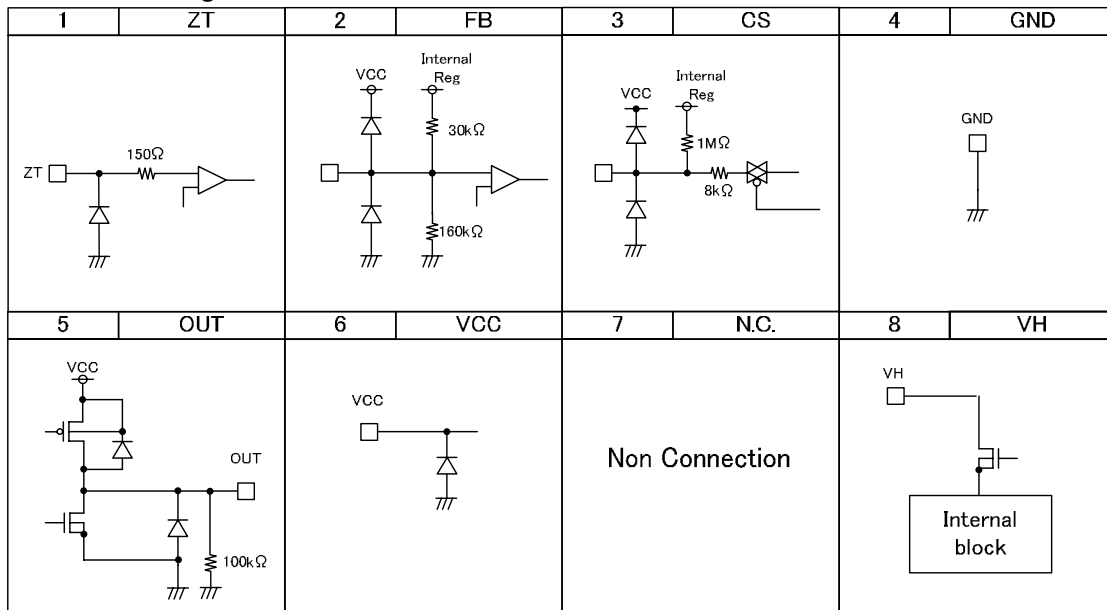 1 ZT
2 FB
3 CS
4 GND
ZT
150Ω
VCC
Internal
Reg
30kΩ
160kΩ
VCC
Internal
Reg
1MΩ
8kΩ
GND
5 OUT
6 VCC
7 N.C.
8 VH
VCC
OUT
100kΩ
VCC
Non Connection
VH
Internal
block